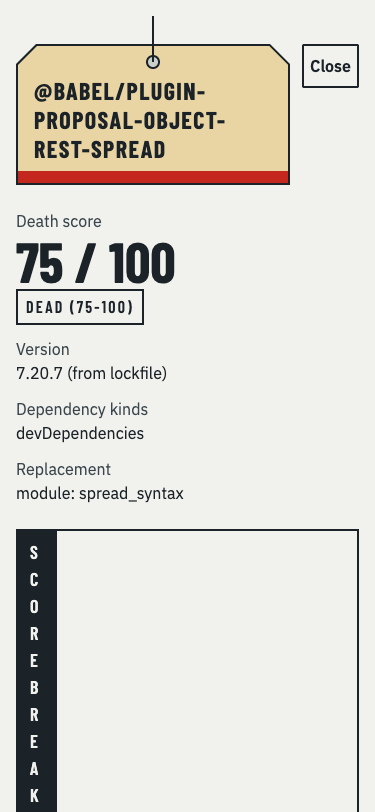 @BABEL/PLUGIN-
PROPOSAL-OBJECT-
REST-SPREAD
Close
Death score
75 / 100
DEAD (75-100)
Version
7.20.7 (from lockfile)
Dependency kinds
devDependencies
Replacement
module: spread_syntax
S
C
O
R
E
B
R
E
A
K